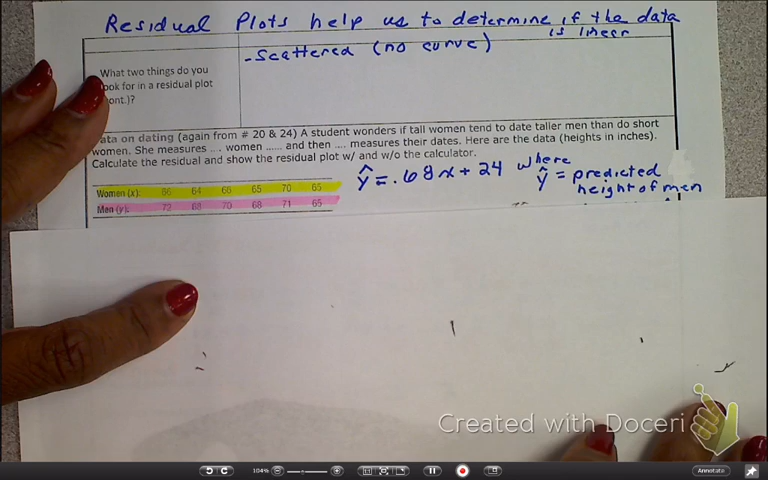 Residual Plots help us to determine if the data
is linear
- Scattered (no curve)
What two things do you
look for in a residual plot
(cont.)?
Data on dating (again from # 20 & 24) A student wonders if tall women tend to date taller men than do short
women. She measures ... women ...... and then .... measures their dates. Here are the data (heights in inches).
Calculate the residual and show the residual plot w/ and w/o the calculator.
ŷ = .68x + 24 where
ŷ = predicted
height of men
Women (x): 66 64 66 65 70 65
Men (y): 72 68 70 68 71 65
Created with Doceri
104%
Annotate